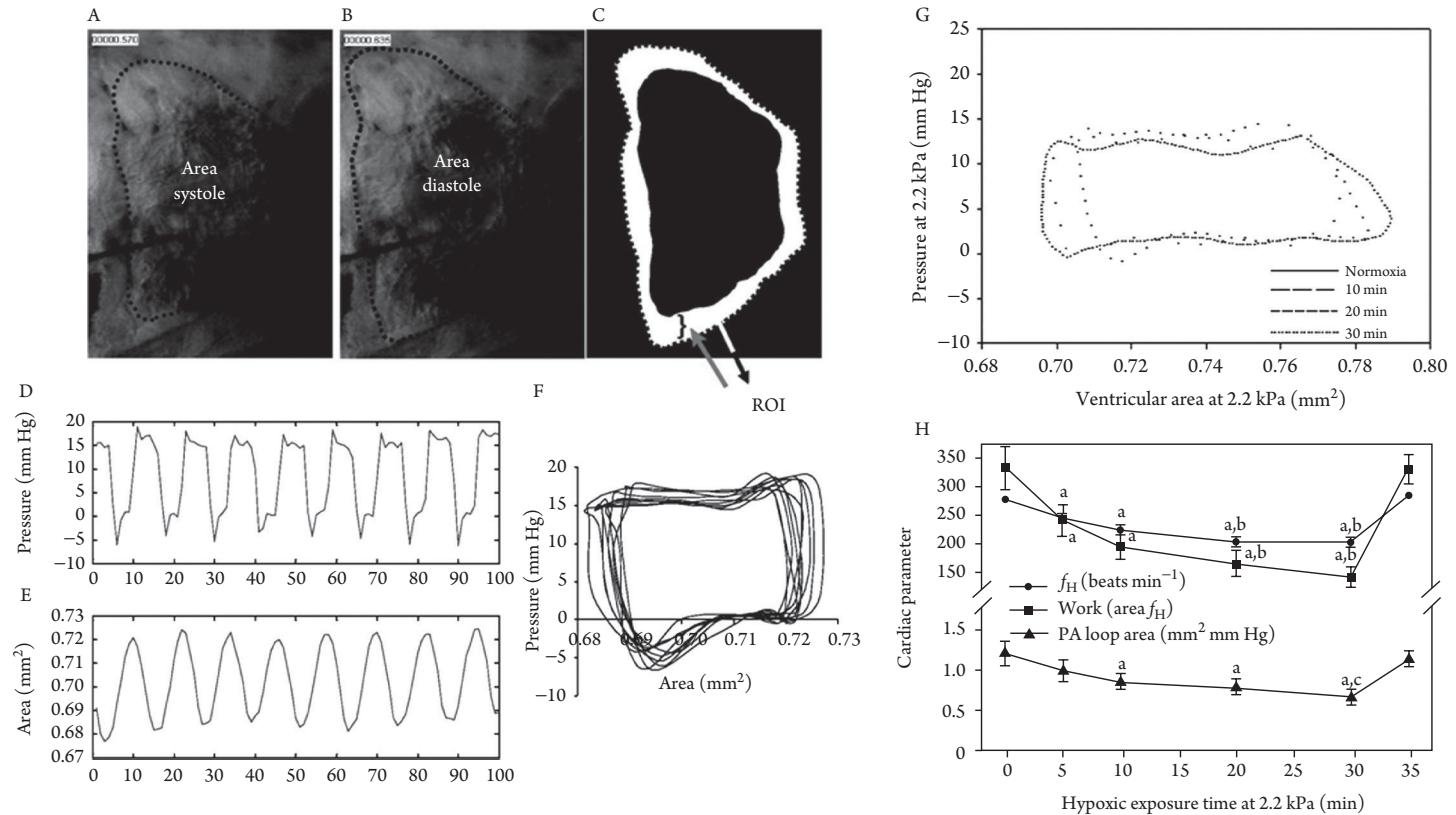 A
00000.570
Area
systole
B
00000.635
Area
diastole
C
}
ROI
D
Pressure (mm Hg)
20
15
10
5
0
−5
−10
0 10 20 30 40 50 60 70 80 90 100
E
Area (mm²)
0.73
0.72
0.71
0.70
0.69
0.68
0.67
0 10 20 30 40 50 60 70 80 90 100
F
Pressure (mm Hg)
20
15
10
5
0
−5
−10
0.68 0.69 0.70 0.71 0.72 0.73
Area (mm²)
G
Pressure at 2.2 kPa (mm Hg)
25
20
15
10
5
0
−5
−10
Normoxia
10 min
20 min
30 min
0.68 0.70 0.72 0.74 0.76 0.78 0.80
Ventricular area at 2.2 kPa (mm²)
H
Cardiac parameter
350
300
250
200
150
a a a,b a,b
a a a,b a,b
fH (beats min⁻¹)
Work (area fH)
PA loop area (mm² mm Hg)
1.5
1.0
0.5
0
a a a,c
0 5 10 15 20 25 30 35
Hypoxic exposure time at 2.2 kPa (min)